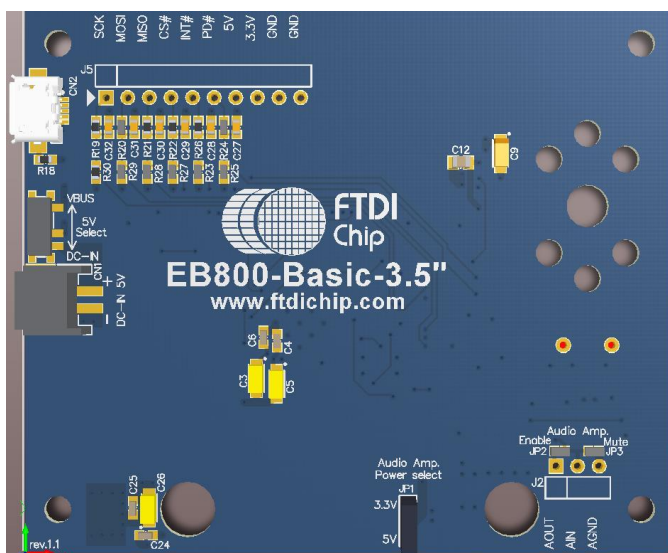 SCK
MOSI
MISO
CS#
INT#
PD#
5V
3.3V
GND
GND
J5
CN2
R18
R19
C32
R20
C31
R21
C30
R22
C29
R26
C28
R24
C27
R30
R29
R28
R27
R23
R25
C12
C9
VBUS
5V
Select
DC-IN
CN1
+
5V
DC-IN
-
FTDI
Chip
EB800-Basic-3.5"
www.ftdichip.com
C6
C4
C3
C5
Audio Amp.
Enable
Mute
JP2
JP3
J2
AOUT
AIN
AGND
Audio Amp.
Power select
JP1
3.3V
5V
C25
C26
C24
rev.1.1